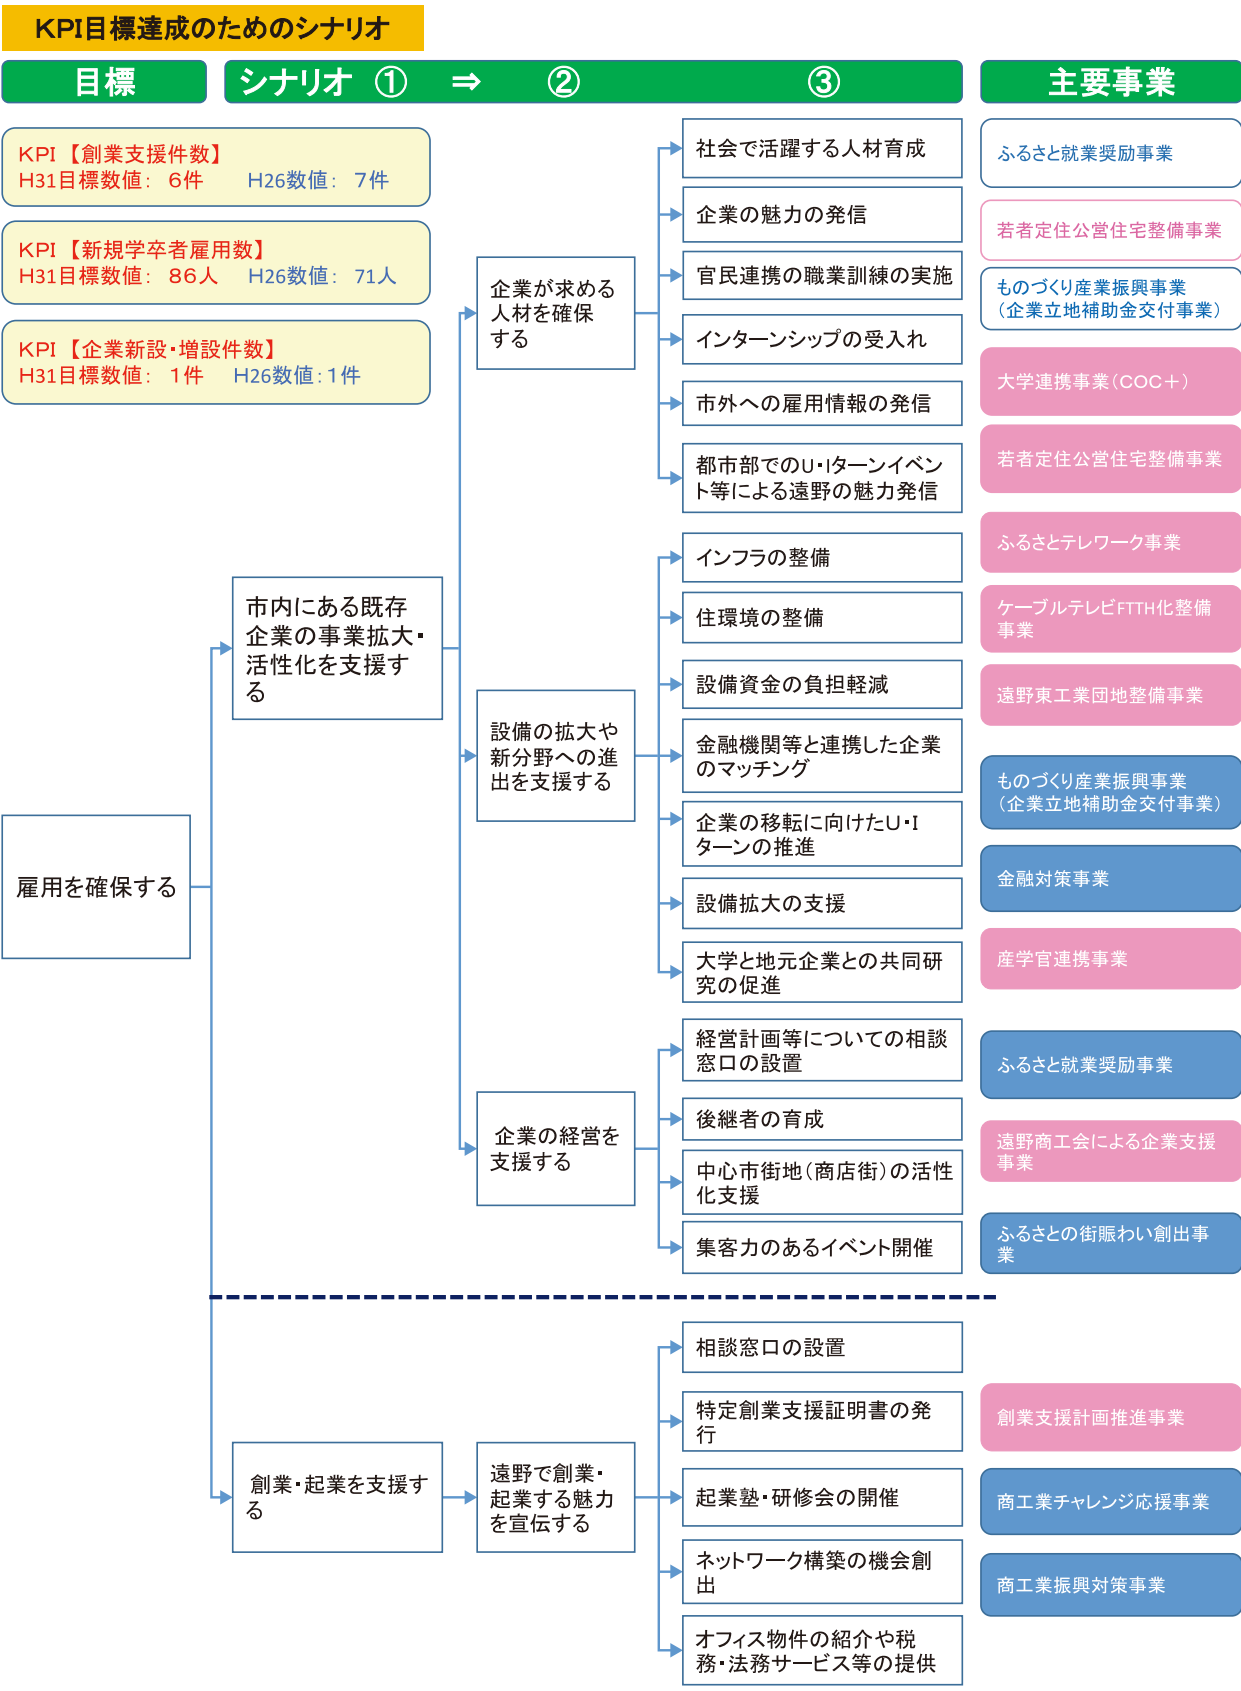 KPI目標達成のためのシナリオ
目標
シナリオ ① ⇒ ② ③
主要事業
KPI【創業支援件数】
H31目標数値： 6件 H26数値： 7件
KPI【新規学卒者雇用数】
H31目標数値： 86人 H26数値： 71人
KPI【企業新設・増設件数】
H31目標数値： 1件 H26数値：1件
雇用を確保する
市内にある既存
企業の事業拡大・
活性化を支援す
る
創業・起業を支援す
る
企業が求める
人材を確保
する
設備の拡大や
新分野への進
出を支援する
企業の経営を
支援する
遠野で創業・
起業する魅力
を宣伝する
社会で活躍する人材育成
企業の魅力の発信
官民連携の職業訓練の実施
インターンシップの受入れ
市外への雇用情報の発信
都市部でのU・Iターンイベン
ト等による遠野の魅力発信
インフラの整備
住環境の整備
設備資金の負担軽減
金融機関等と連携した企業
のマッチング
企業の移転に向けたU・I
ターンの推進
設備拡大の支援
大学と地元企業との共同研
究の促進
経営計画等についての相談
窓口の設置
後継者の育成
中心市街地（商店街）の活性
化支援
集客力のあるイベント開催
相談窓口の設置
特定創業支援証明書の発
行
起業塾・研修会の開催
ネットワーク構築の機会創
出
オフィス物件の紹介や税
務・法務サービス等の提供
ふるさと就業奨励事業
若者定住公営住宅整備事業
ものづくり産業振興事業
（企業立地補助金交付事業）
大学連携事業（COC＋）
若者定住公営住宅整備事業
ふるさとテレワーク事業
ケーブルテレビFTTH化整備
事業
遠野東工業団地整備事業
ものづくり産業振興事業
（企業立地補助金交付事業）
金融対策事業
産学官連携事業
ふるさと就業奨励事業
遠野商工会による企業支援
事業
ふるさとの街賑わい創出事
業
創業支援計画推進事業
商工業チャレンジ応援事業
商工業振興対策事業